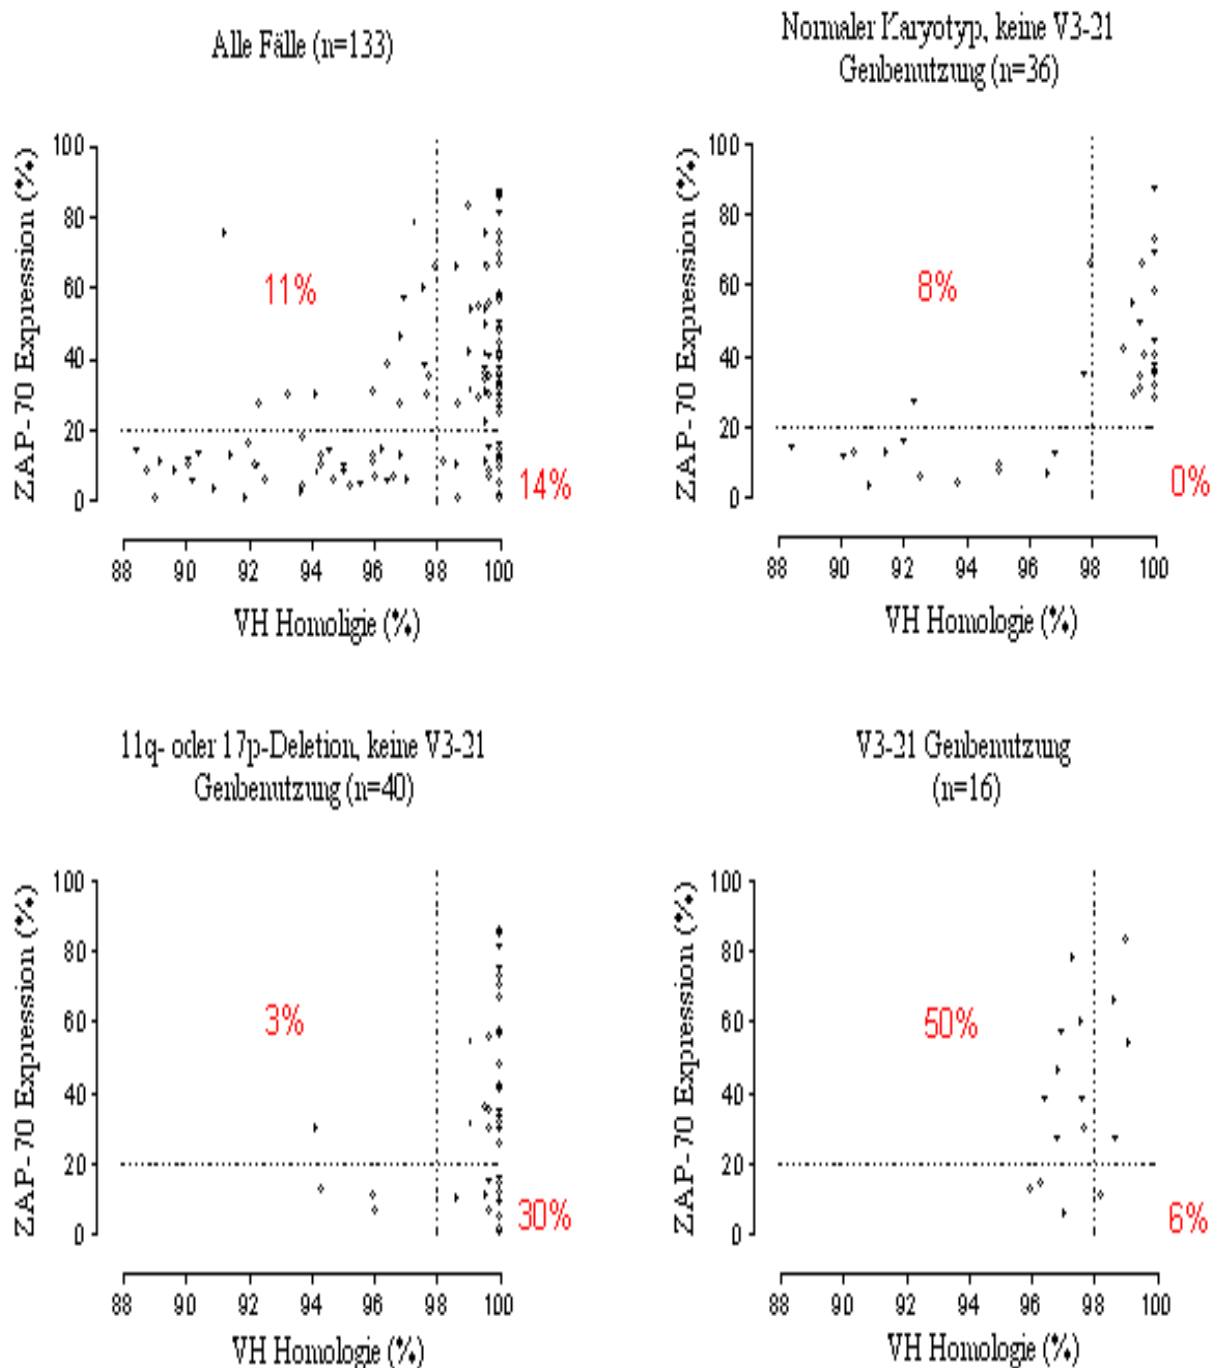 Alle Fälle (n=133)
ZAP-70 Expression (%)
100
80
60
40
20
0
11%
14%
88 90 92 94 96 98 100
VH Homoligie (%)
Normaler Karyotyp, keine V3-21
Genbenutzung (n=36)
ZAP-70 Expression (%)
100
80
60
40
20
0
8%
0%
88 90 92 94 96 98 100
VH Homologie (%)
11q- oder 17p-Deletion, keine V3-21
Genbenutzung (n=40)
ZAP-70 Expression (%)
100
80
60
40
20
0
3%
30%
88 90 92 94 96 98 100
VH Homologie (%)
V3-21 Genbenutzung
(n=16)
ZAP-70 Expression (%)
100
80
60
40
20
0
50%
6%
88 90 92 94 96 98 100
VH Homologie (%)